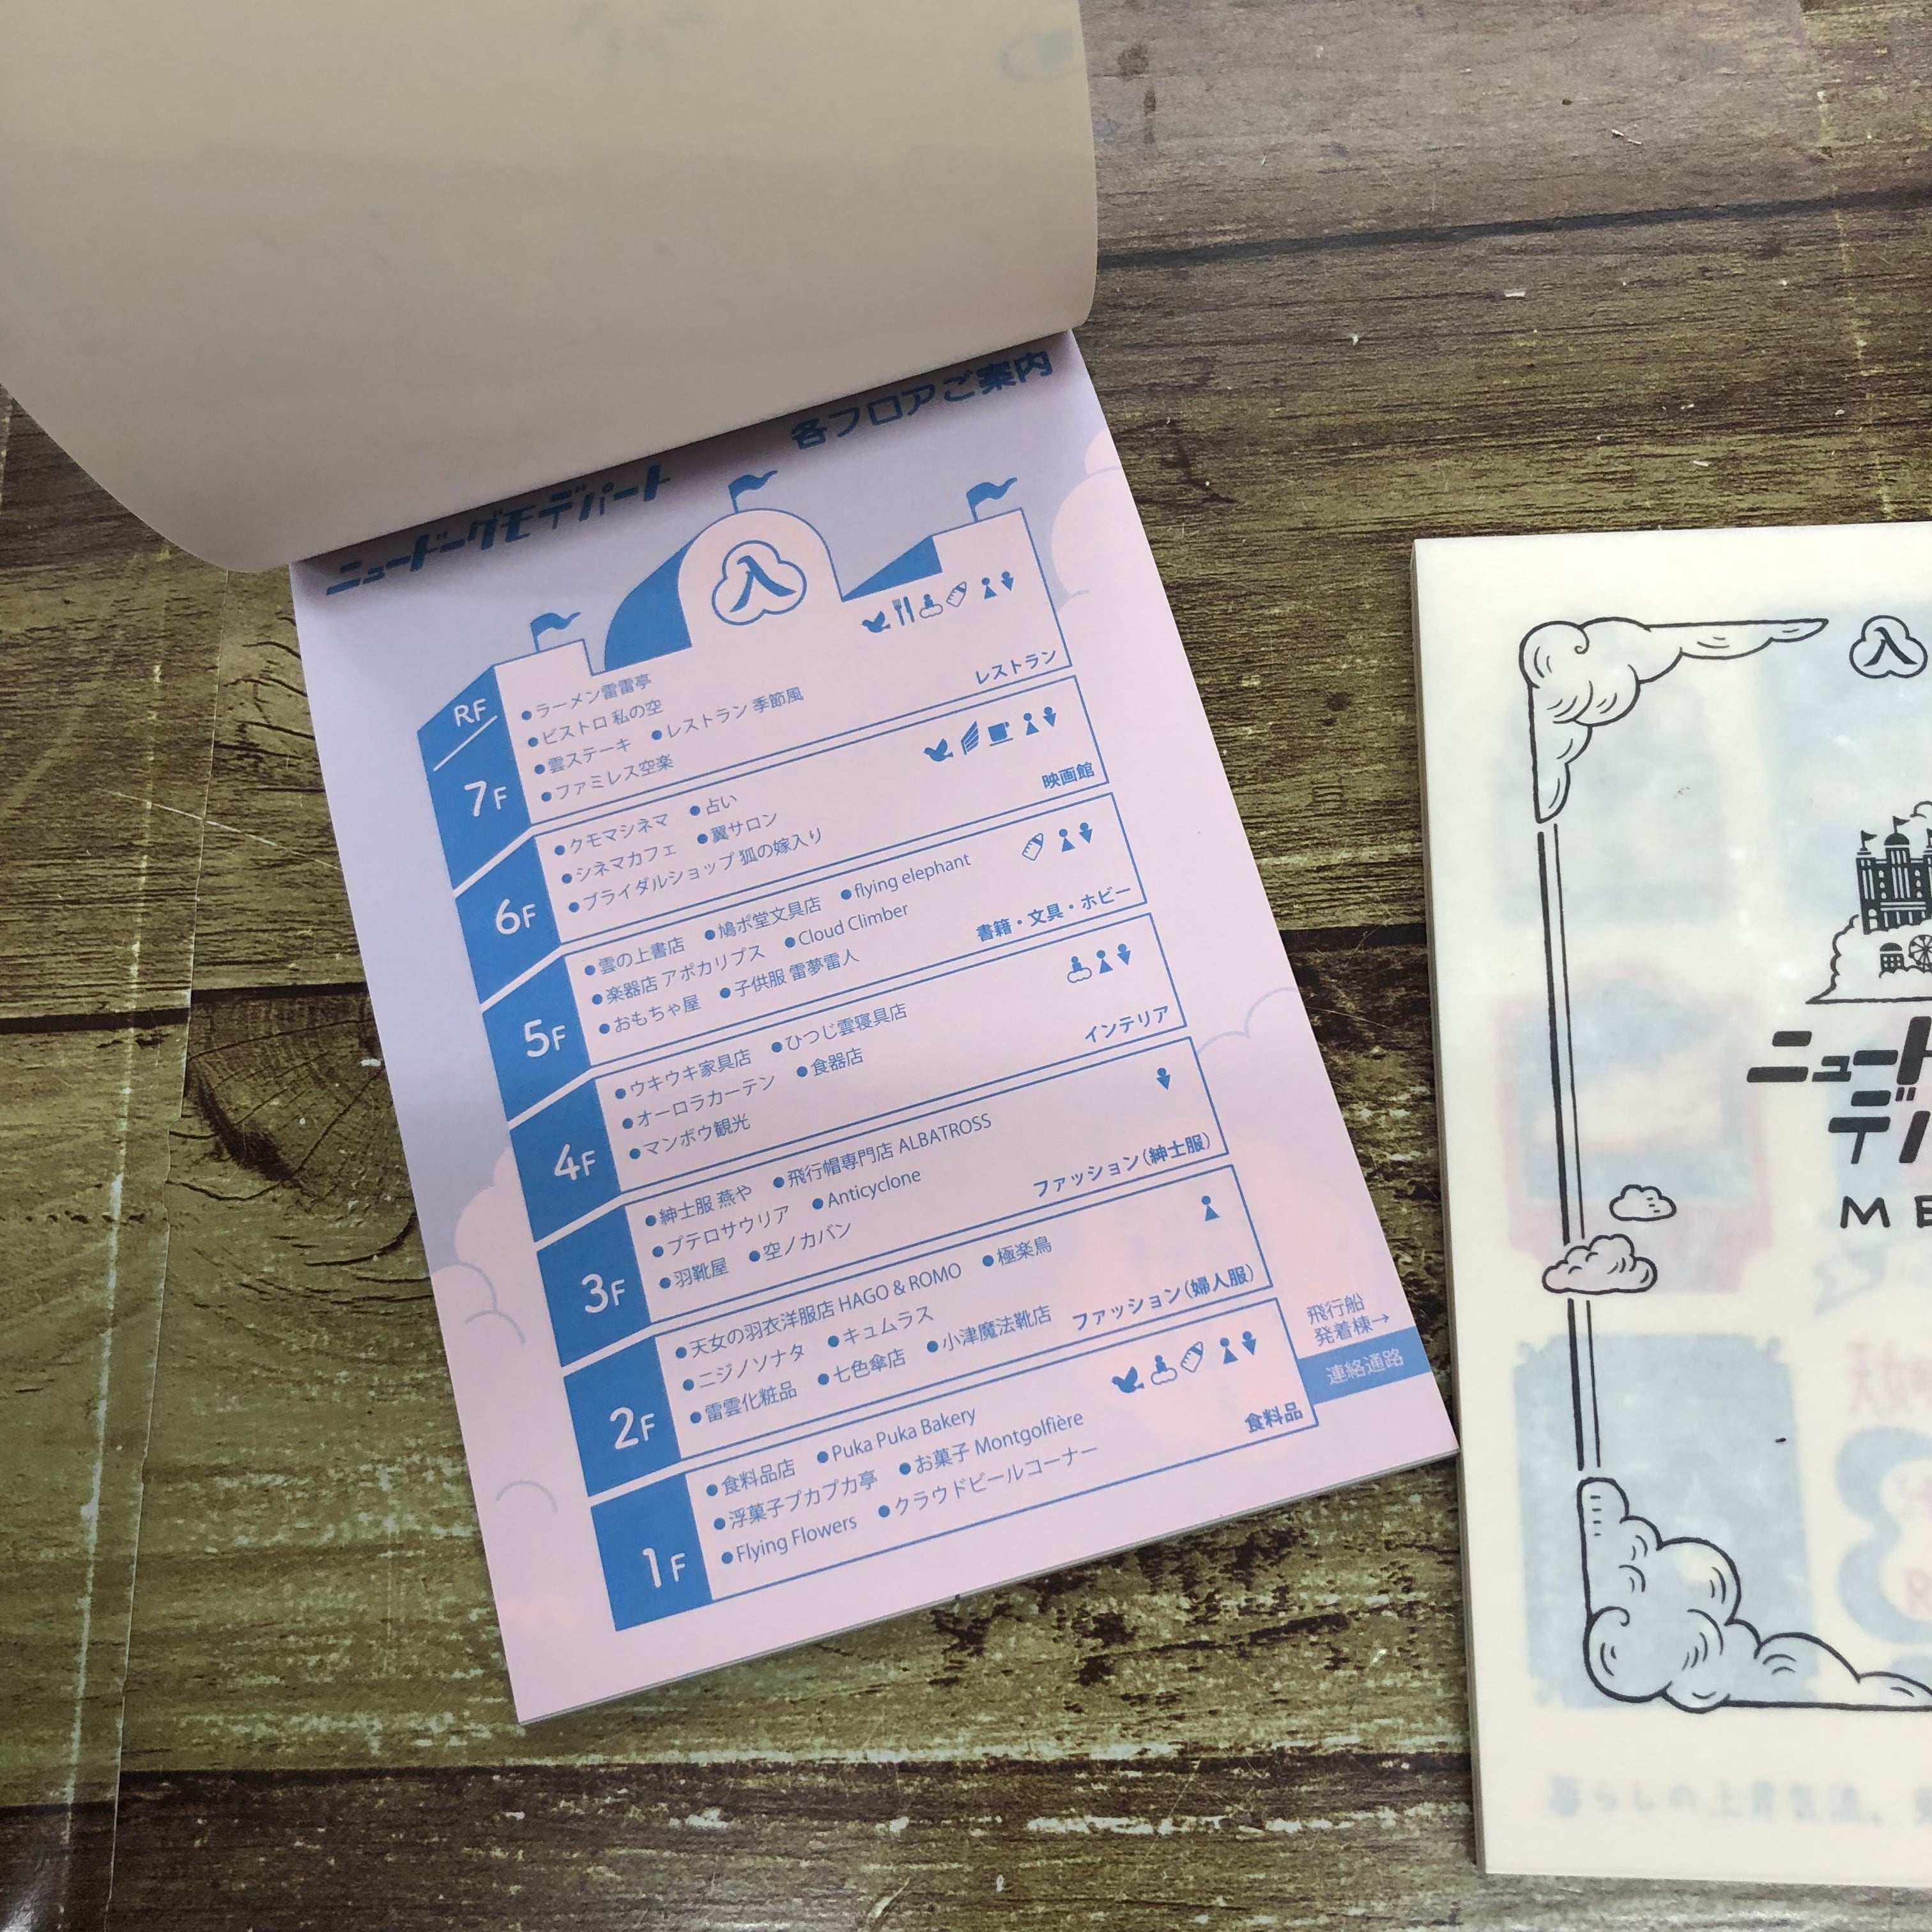 各フロアご案内
ニュードーグモデパート
入
RF
7F
●ラーメン雷雷亭
●ビストロ 私の空
●雲ステーキ ●レストラン 季節風
●ファミレス空楽
レストラン
6F
●クモマシネマ ●占い
●シネマカフェ ●翼サロン
●ブライダルショップ 狐の嫁入り
映画館
5F
●雲の上書店 ●鳩ポ堂文具店 ●flying elephant
●楽器店 アポカリプス ●Cloud Climber
●おもちゃ屋 ●子供服 雷夢雷人
書籍・文具・ホビー
4F
●ウキウキ家具店 ●ひつじ雲寝具店
●オーロラカーテン ●食器店
●マンボウ観光
インテリア
3F
●紳士服 燕や ●飛行帽専門店 ALBATROSS
●プテロサウリア ●Anticyclone
●羽靴屋 ●空ノカバン
ファッション（紳士服）
2F
●天女の羽衣洋服店 HAGO & ROMO ●極楽鳥
●ニジノソナタ ●キュムラス
●雷雲化粧品 ●七色傘店 ●小津魔法靴店
ファッション（婦人服）
1F
●食料品店 ●Puka Puka Bakery
●浮菓子プカプカ亭 ●お菓子 Montgolfière
●Flying Flowers ●クラウドビールコーナー
食料品
飛行船
発着棟→
連絡通路
入
ニュー
デ
ME